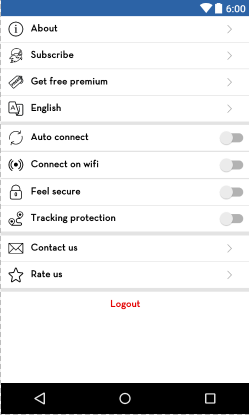 6:00
About
Subscribe
Get free premium
English
Auto connect
Connect on wifi
Feel secure
Tracking protection
Contact us
Rate us
Logout